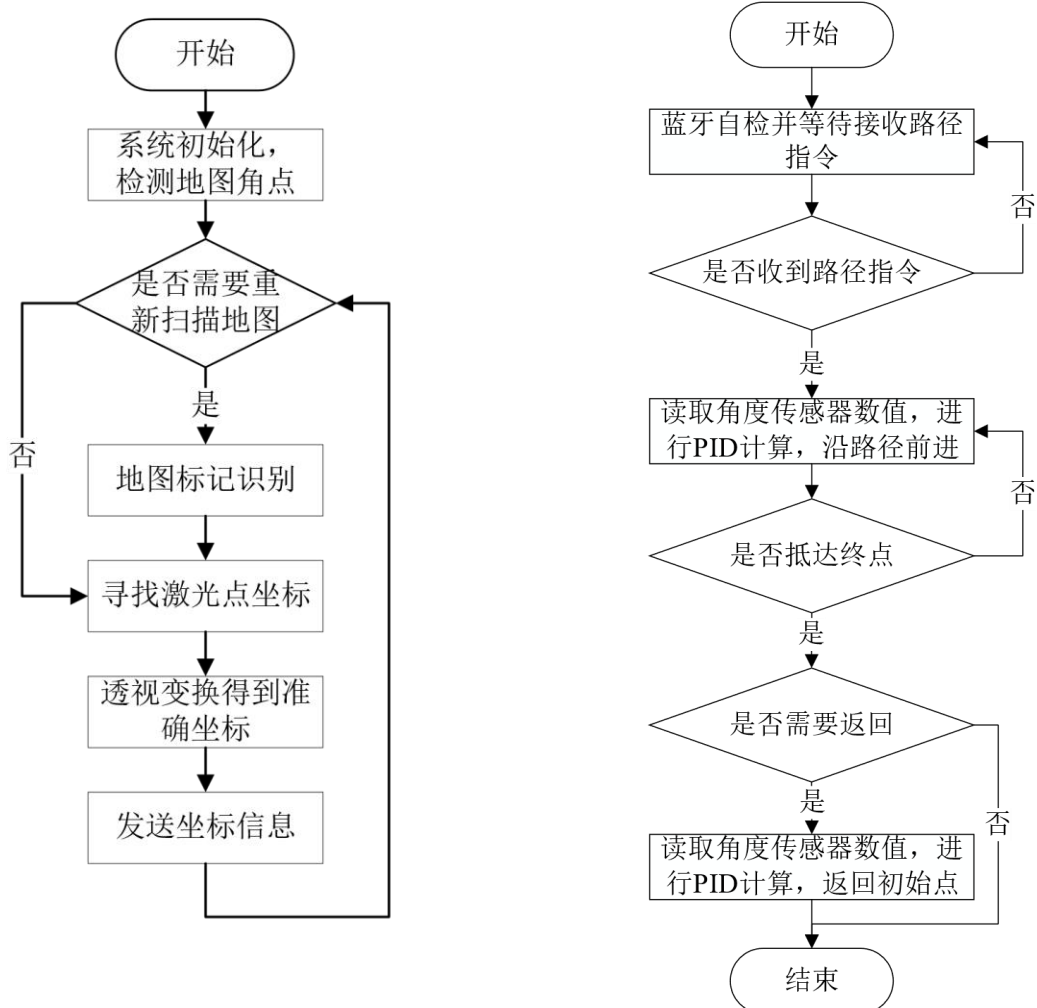 开始
系统初始化，
检测地图角点
是否需要重
新扫描地图
是
否
地图标记识别
寻找激光点坐标
透视变换得到准
确坐标
发送坐标信息
开始
蓝牙自检并等待接收路径
指令
否
是否收到路径指令
是
读取角度传感器数值，进
行PID计算，沿路径前进
否
是否抵达终点
是
是否需要返回
是
否
读取角度传感器数值，进
行PID计算，返回初始点
结束